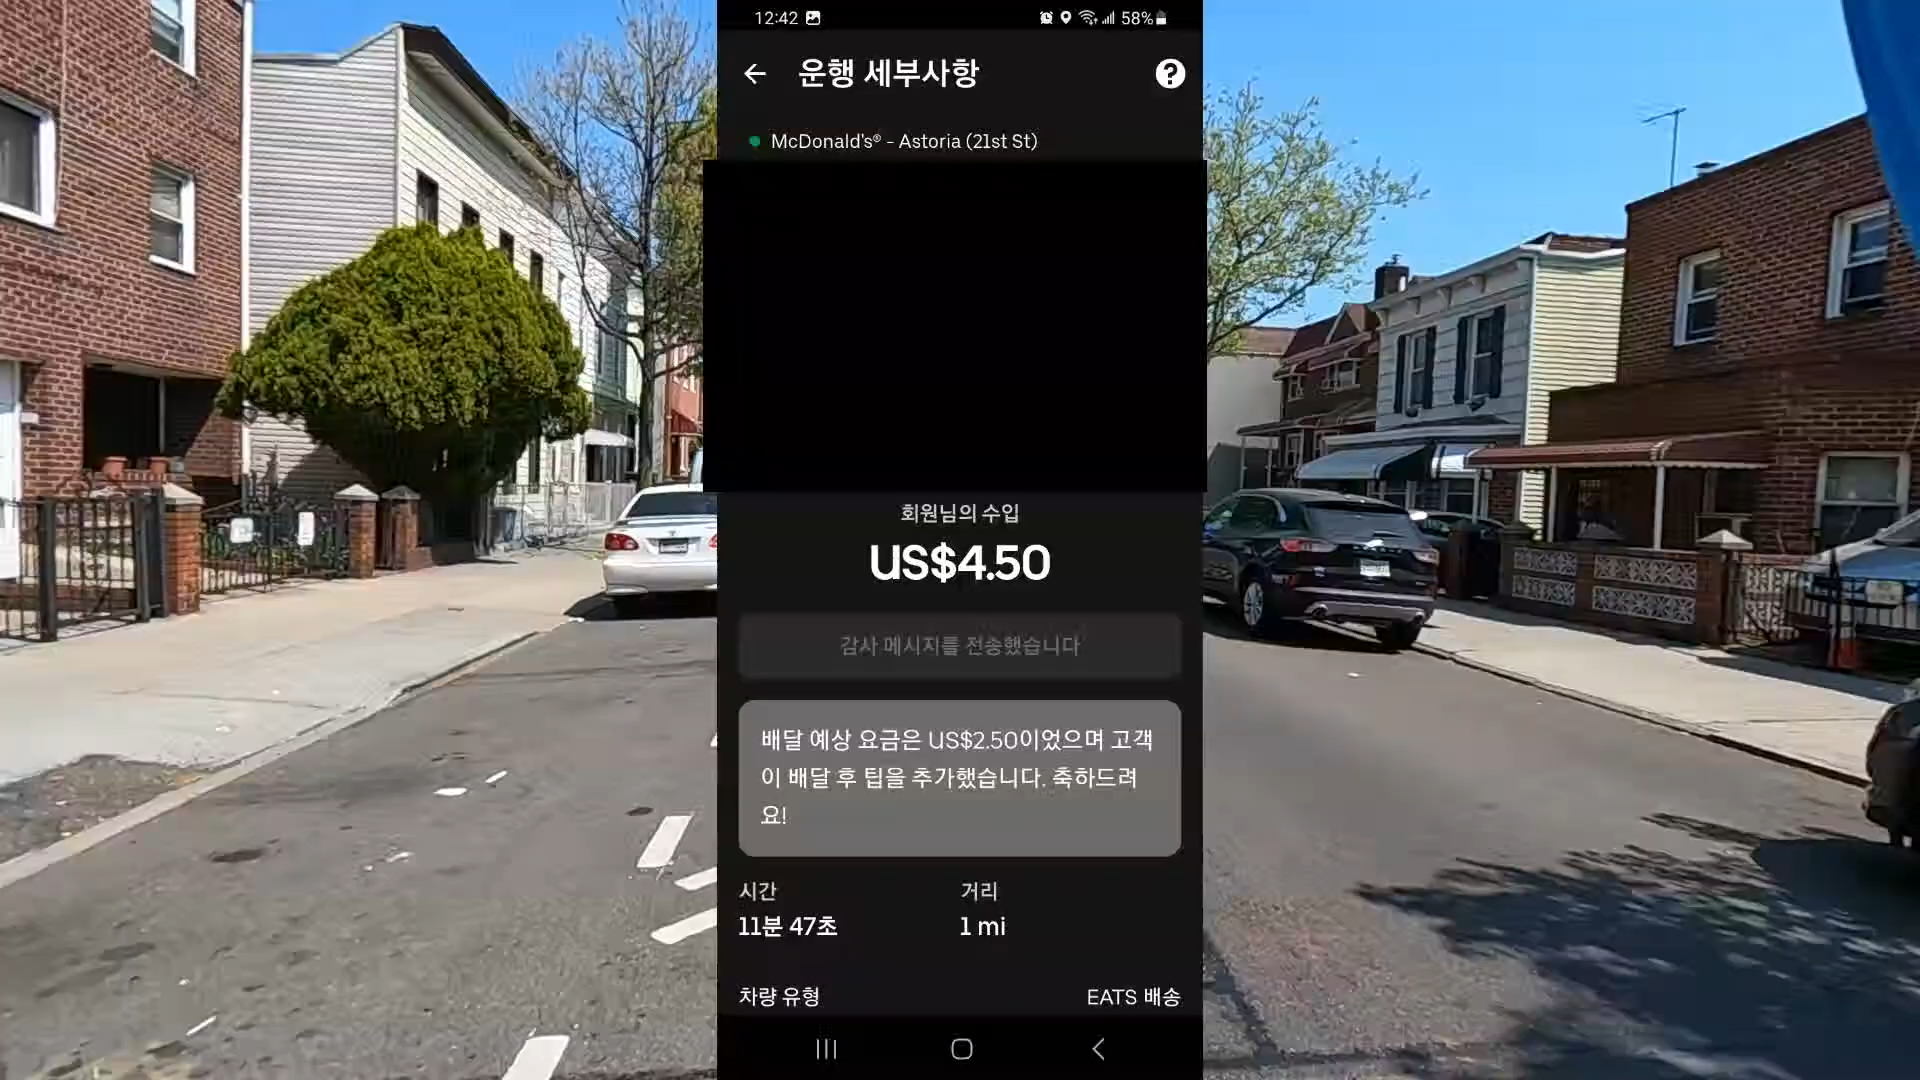 12:42
58%
운행 세부사항
McDonald's® - Astoria (21st St)
회원님의 수입
US$4.50
감사 메시지를 전송했습니다
배달 예상 요금은 US$2.50이었으며 고객
이 배달 후 팁을 추가했습니다. 축하드려
요!
시간
거리
11분 47초
1 mi
차량 유형
EATS 배송